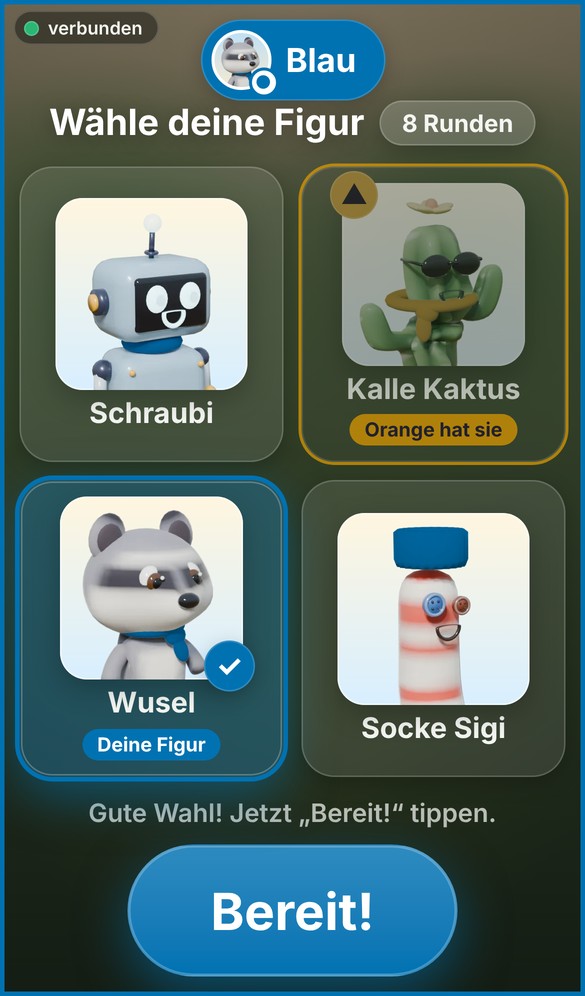 verbunden
Blau
Wähle deine Figur
8 Runden
Schraubi
Kalle Kaktus
Orange hat sie
Wusel
Deine Figur
Socke Sigi
Gute Wahl! Jetzt „Bereit!“ tippen.
Bereit!